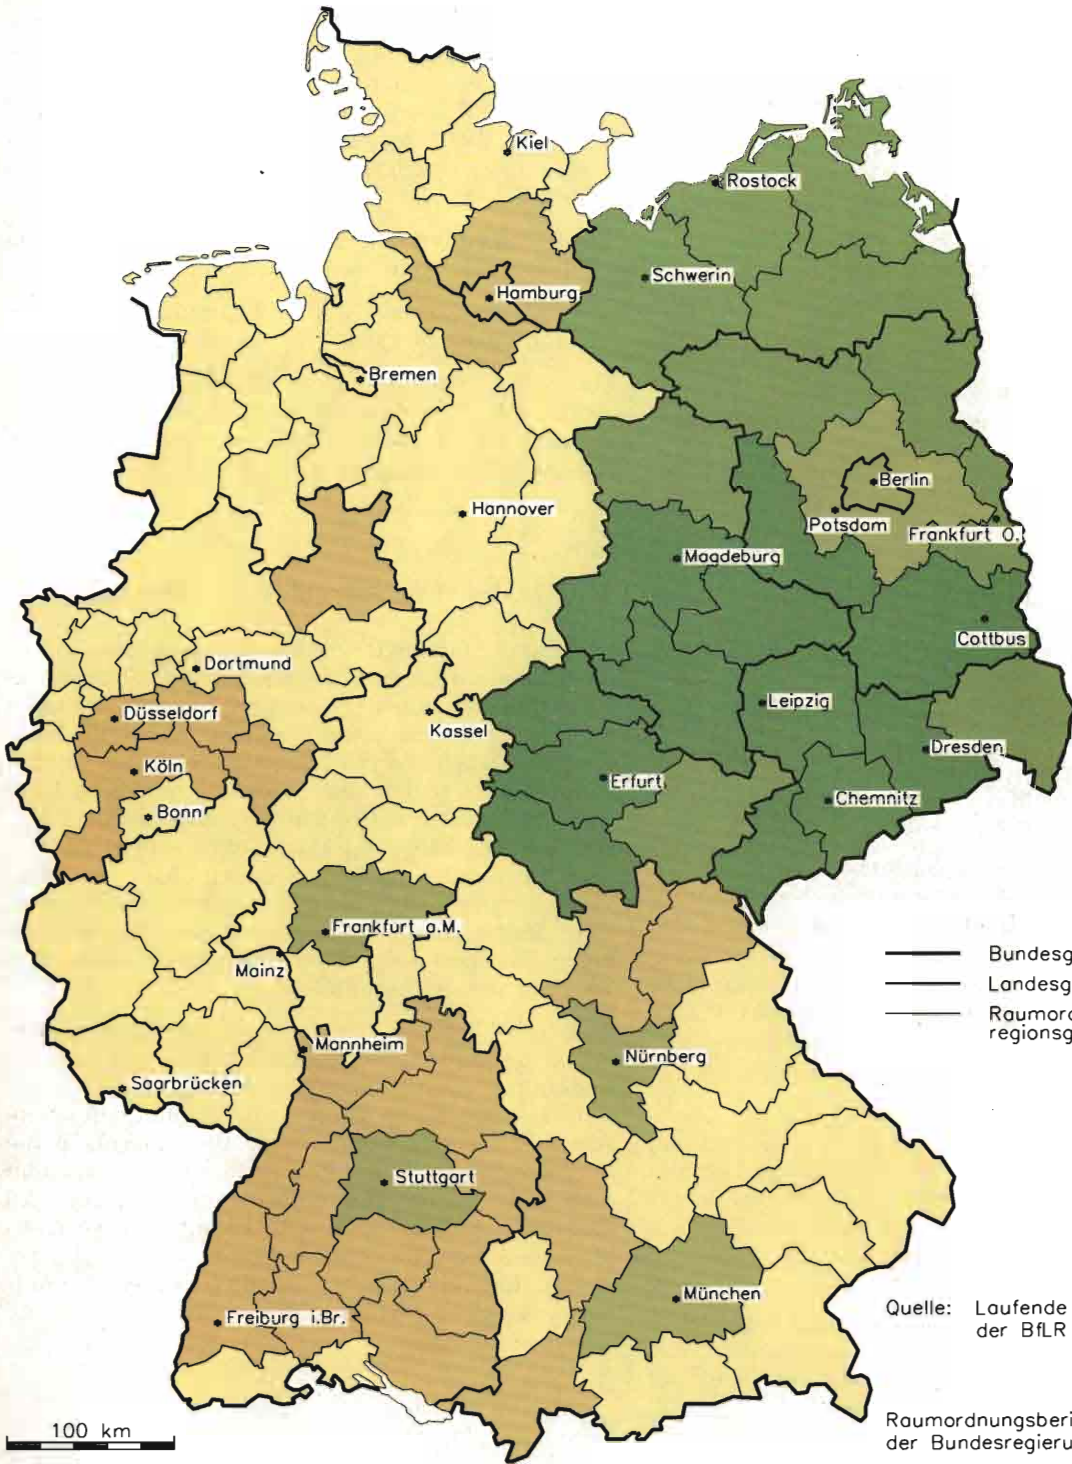 Kiel
Rostock
Schwerin
Hamburg
Bremen
Berlin
Hannover
Potsdam
Frankfurt O.
Magdeburg
Cottbus
Dortmund
Leipzig
Düsseldorf
Kassel
Dresden
Köln
Erfurt
Chemnitz
Bonn
Frankfurt a.M.
Mainz
Bundesg
Landesg
Raumord
regionsg
Mannheim
Nürnberg
Saarbrücken
Stuttgart
München
Quelle: Laufende
der BfLR
Freiburg i.Br.
100 km
Raumordnungsberi
der Bundesregieru